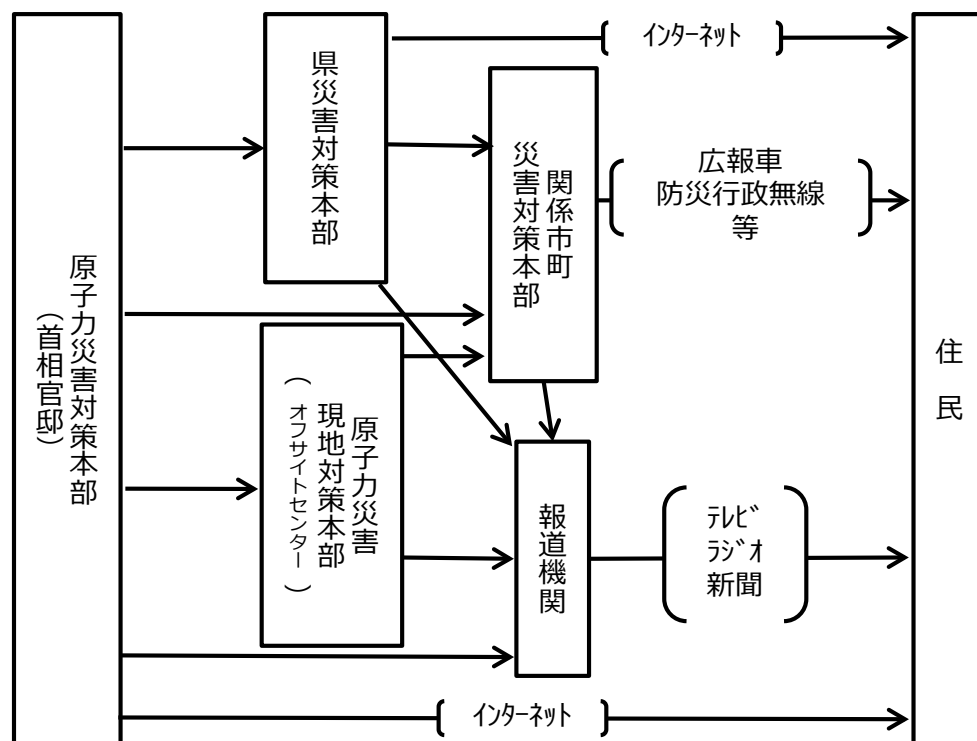 原子力災害対策本部
（首相官邸）
県災害対策本部
関係市町
災害対策本部
原子力災害
現地対策本部
（オフサイトセンター）
報道機関
ｲﾝﾀｰﾈｯﾄ
広報車
防災行政無線
等
ﾃﾚﾋﾞ
ﾗｼﾞｵ
新聞
ｲﾝﾀｰﾈｯﾄ
住民